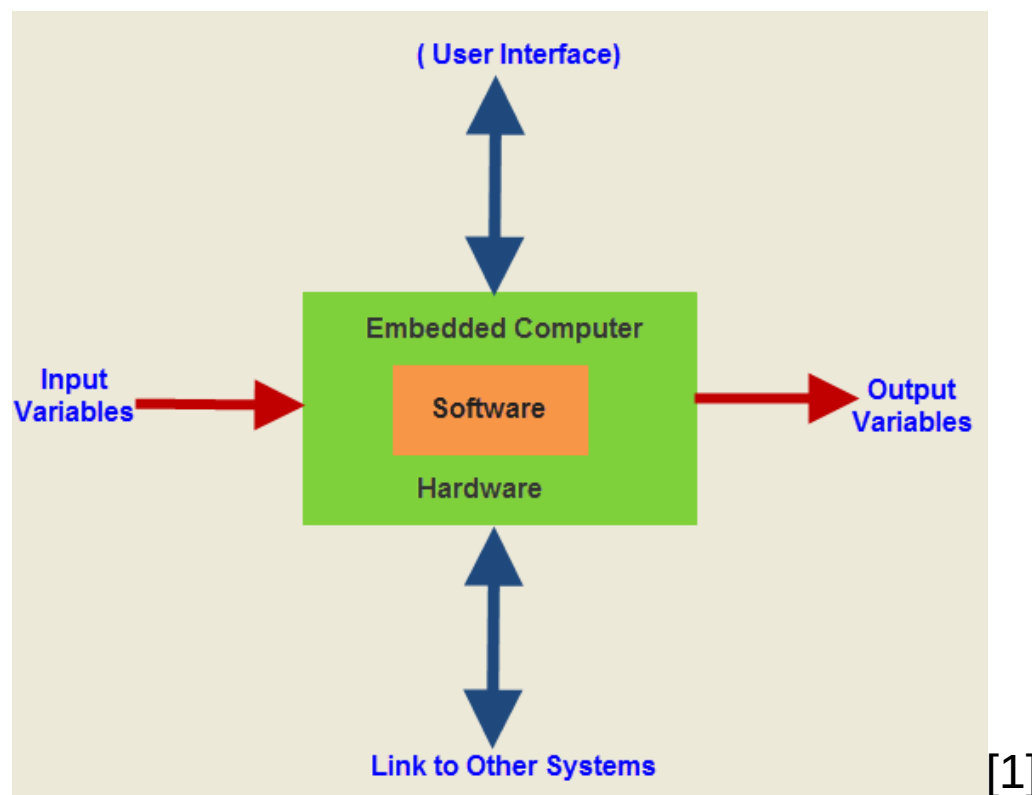 ( User Interface)
Embedded Computer
Input
Variables
Software
Output
Variables
Hardware
Link to Other Systems
[1]